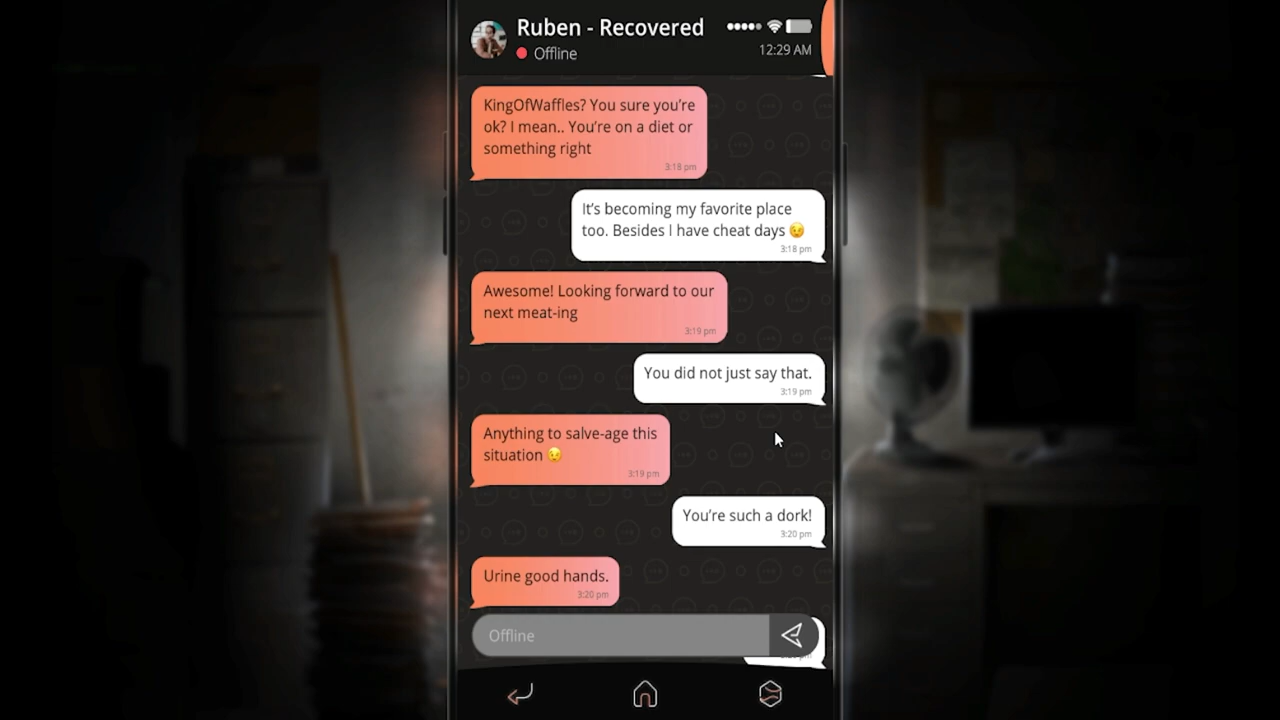 Ruben - Recovered
Offline
12:29 AM
KingOfWaffles? You sure you're
ok? I mean.. You're on a diet or
something right
3:18 pm
It's becoming my favorite place
too. Besides I have cheat days 😉
3:18 pm
Awesome! Looking forward to our
next meat-ing
3:19 pm
You did not just say that.
3:19 pm
Anything to salve-age this
situation 😉
3:19 pm
You're such a dork!
3:20 pm
Urine good hands.
3:20 pm
Offline